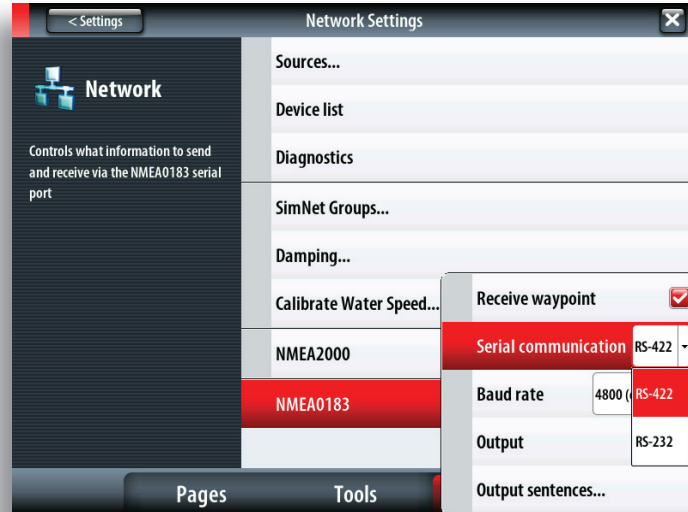 < Settings
Network Settings
Network
Controls what information to send
and receive via the NMEA0183 serial
port
Sources...
Device list
Diagnostics
SimNet Groups...
Damping...
Calibrate Water Speed...
NMEA2000
NMEA0183
Receive waypoint
Serial communication RS-422
Baud rate 4800
RS-422
Output
RS-232
Output sentences...
Pages
Tools